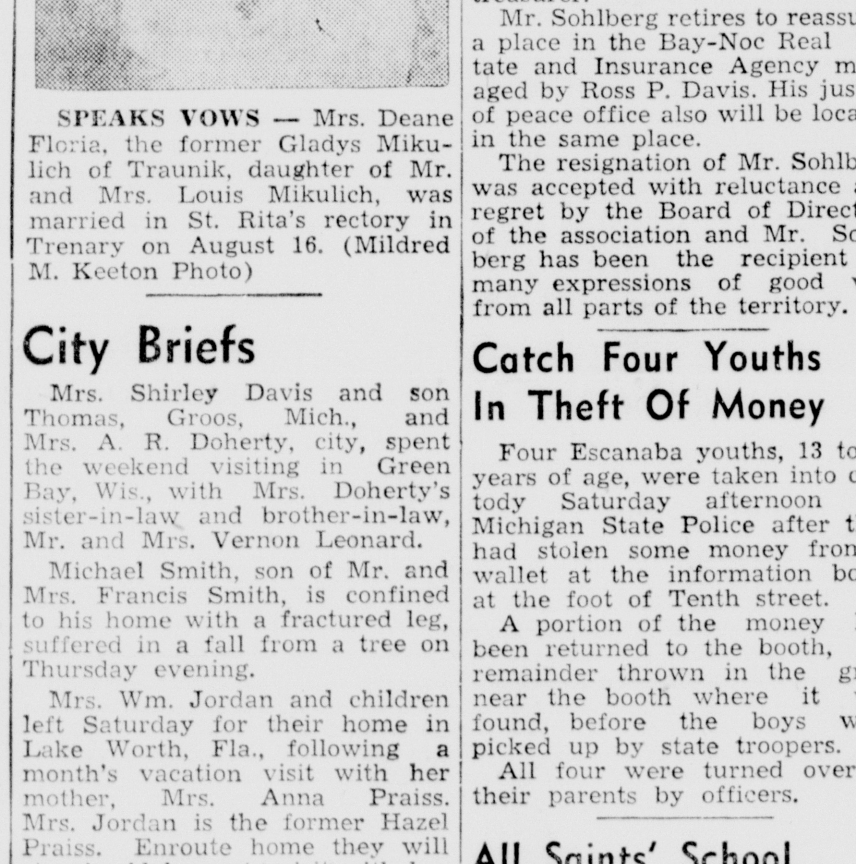 SPEAKS VOWS — Mrs. Deane
Floria, the former Gladys Miku-
lich of Traunik, daughter of Mr.
and Mrs. Louis Mikulich, was
married in St. Rita's rectory in
Trenary on August 16. (Mildred
M. Keeton Photo)
City Briefs
Mrs. Shirley Davis and son
Thomas, Groos, Mich., and
Mrs. A. R. Doherty, city, spent
the weekend visiting in Green
Bay, Wis., with Mrs. Doherty's
sister-in-law and brother-in-law,
Mr. and Mrs. Vernon Leonard.
Michael Smith, son of Mr. and
Mrs. Francis Smith, is confined
to his home with a fractured leg,
suffered in a fall from a tree on
Thursday evening.
Mrs. Wm. Jordan and children
left Saturday for their home in
Lake Worth, Fla., following a
month's vacation visit with her
mother, Mrs. Anna Praiss.
Mrs. Jordan is the former Hazel
Praiss. Enroute home they will
Mr. Sohlberg retires to reassu
a place in the Bay-Noc Real
tate and Insurance Agency m
aged by Ross P. Davis. His jus
of peace office also will be loca
in the same place.
The resignation of Mr. Sohlb
was accepted with reluctance
regret by the Board of Direct
of the association and Mr. So
berg has been the recipient
many expressions of good
from all parts of the territory.
Catch Four Youths
In Theft Of Money
Four Escanaba youths, 13 to
years of age, were taken into c
tody Saturday afternoon
Michigan State Police after t
had stolen some money from
wallet at the information bo
at the foot of Tenth street.
A portion of the money
been returned to the booth,
remainder thrown in the g
near the booth where it
found, before the boys w
picked up by state troopers.
All four were turned over
their parents by officers.
All Saints' School